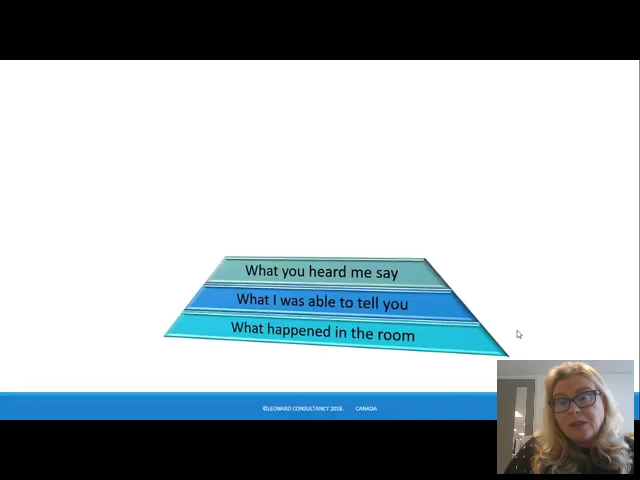 What you heard me say
What I was able to tell you
What happened in the room
©LEONARD CONSULTANCY 2018. CANADA